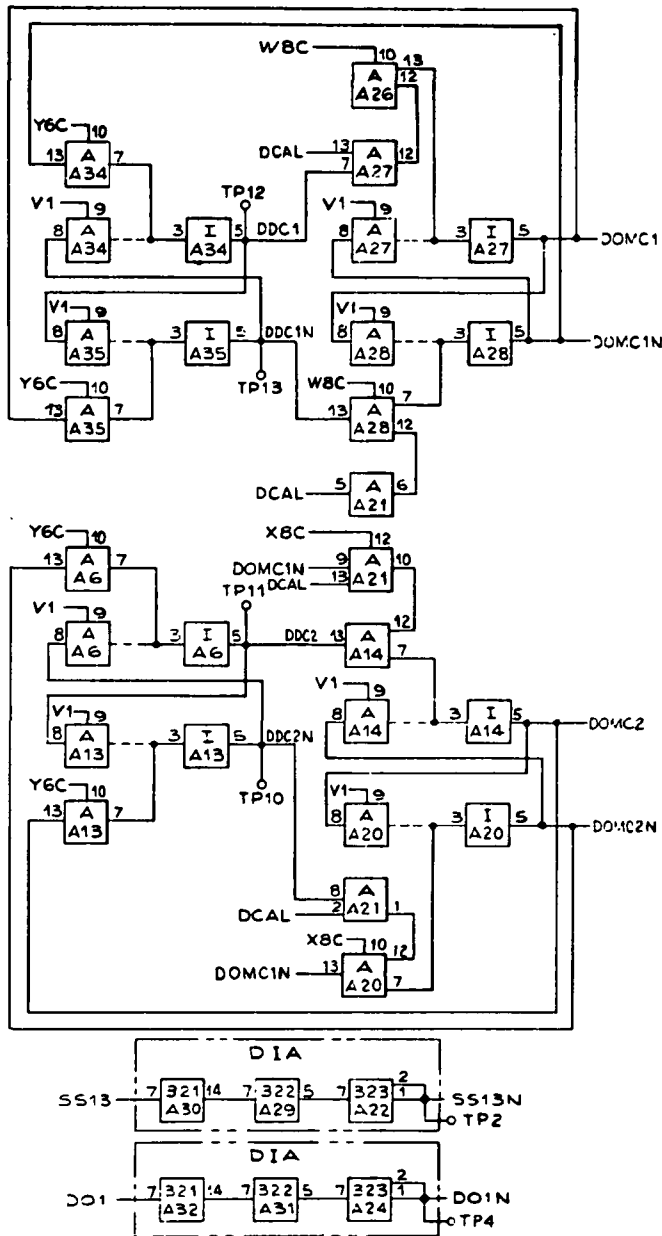 W8C 10 13
A 12
A26
Y6C 10
13 A 7
A34
DCAL 13 A 12
7 A27
TP12
V1 9
8 A 3 I 5 DDC1
A34 A34
V1 9
8 A 3 I 5 DOMC1
A27 A27
V1 9
8 A 3 I 5 DDC1N
A35 A35
V1 9
8 A 3 I 5 DOMC1N
A28 A28
TP13
Y6C 10
13 A 7
A35
W8C 10
13 A 7
A28 12
DCAL 5 A 6
A21
X8C 12
DOMC1N 9 A 10
DCAL 13 A21
Y6C 10
13 A 7
A6
TP11
V1 9
8 A 3 I 5 DDC2
A6 A6
13 A 12
A14 7
V1 9
8 A 3 I 5 DOMC2
A14 A14
V1 9
8 A 3 I 5 DDC2N
A13 A13
TP10
Y6C 10
13 A 7
A13
V1 9
8 A 3 I 5 DOMC2N
A20 A20
8 A 1
DCAL 2 A21
X8C 10 12
DOMC1N 13 A 7
A20
DIA
SS13 7 321 14 7 322 5 7 323 2 1 SS13N
A30 A29 A22
TP2
DIA
DO1 7 321 14 7 322 5 7 323 2 1 DO1N
A32 A31 A24
TP4